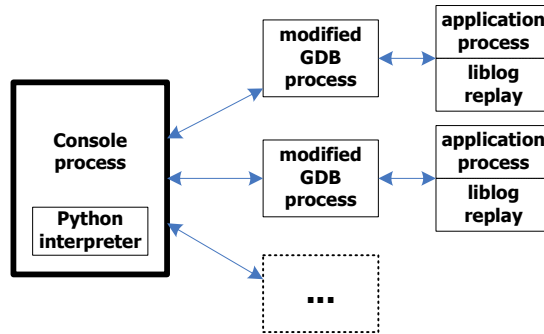 Console
process
Python
interpreter
modified
GDB
process
application
process
liblog
replay
modified
GDB
process
application
process
liblog
replay
...